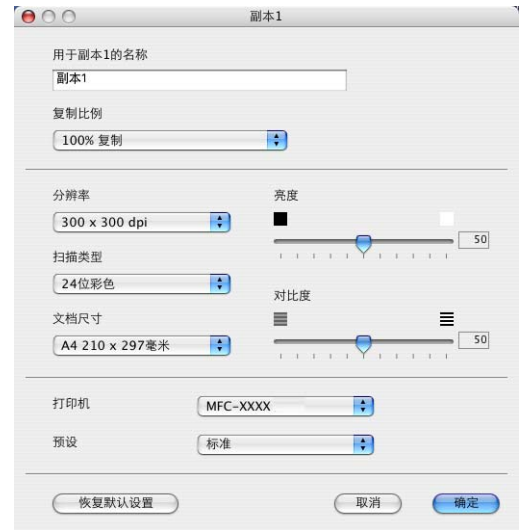 副本1
用于副本1的名称
副本1
复制比例
100% 复制
分辨率
300 x 300 dpi
扫描类型
24位彩色
文档尺寸
A4 210 x 297毫米
亮度
50
对比度
50
打印机
MFC-XXXX
预设
标准
恢复默认设置
取消
确定